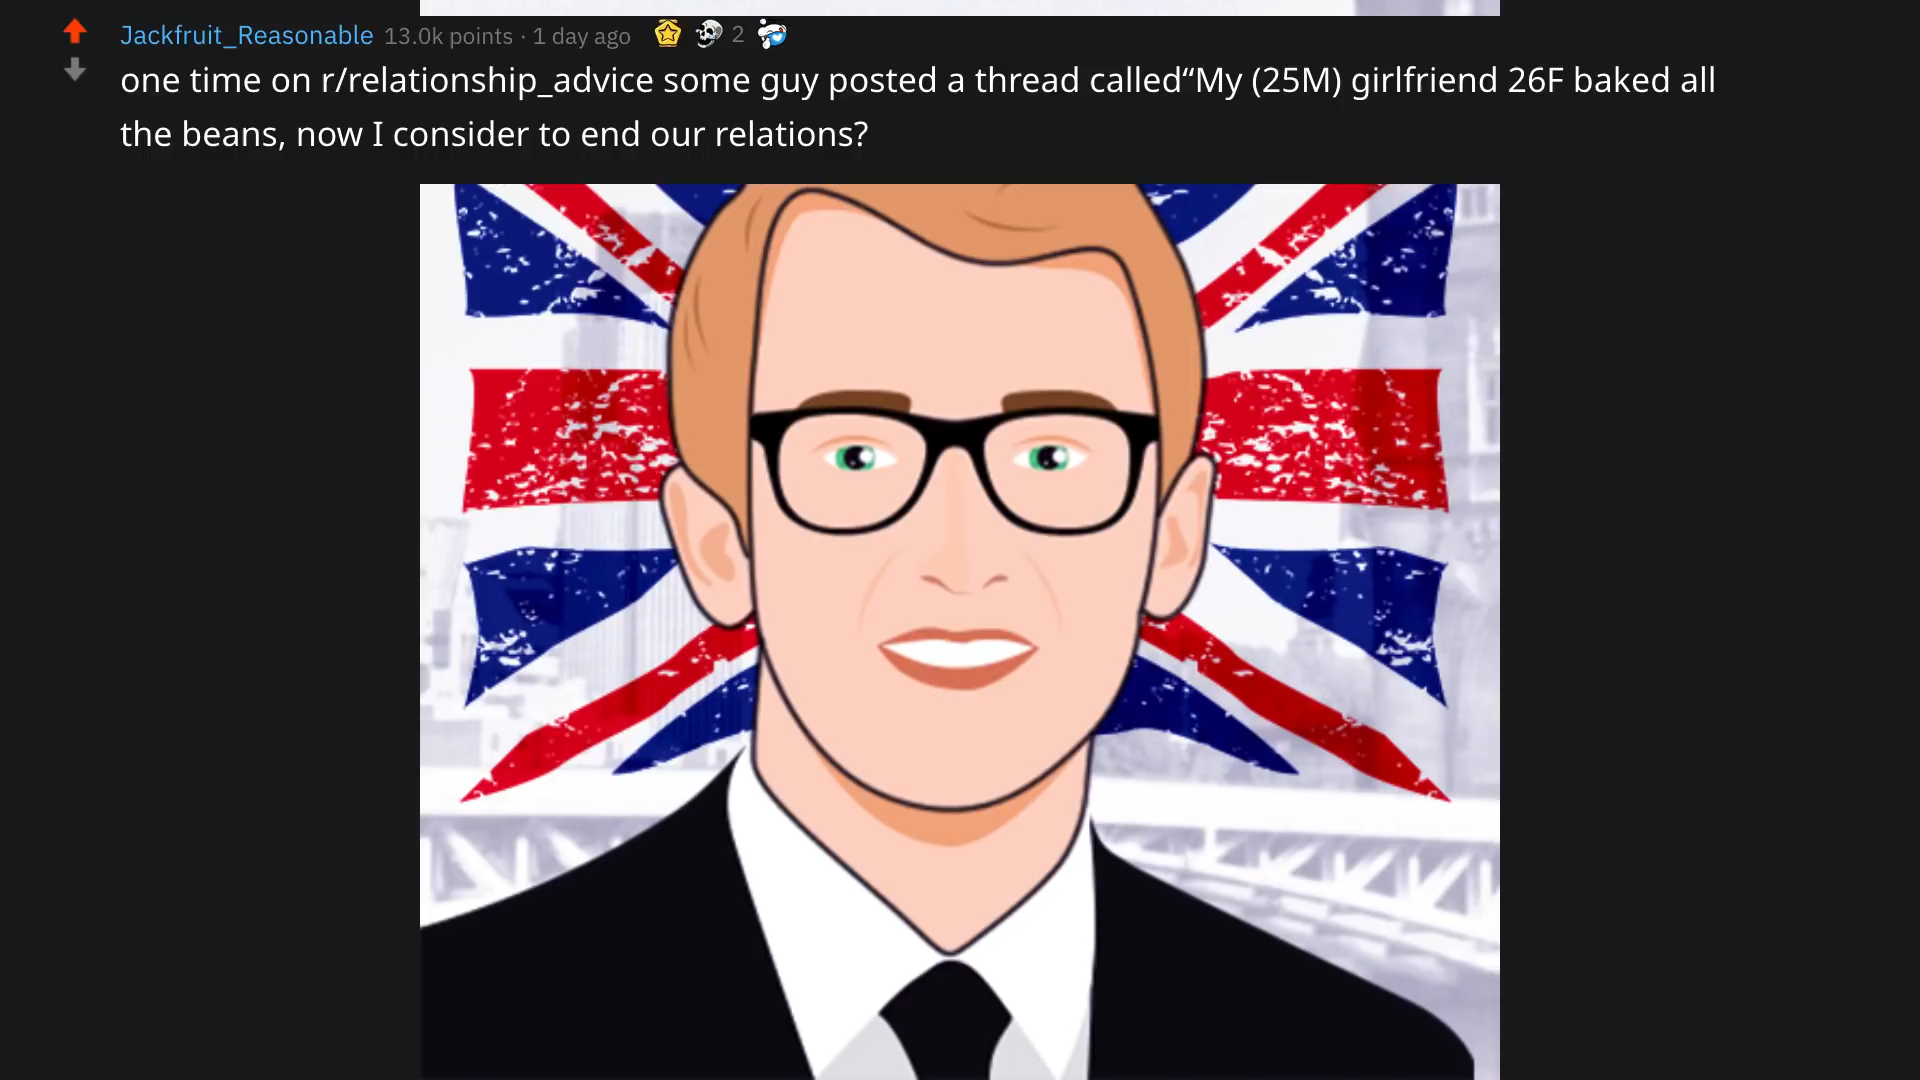 Jackfruit_Reasonable 13.0k points · 1 day ago 2
one time on r/relationship_advice some guy posted a thread called“My (25M) girlfriend 26F baked all
the beans, now I consider to end our relations?